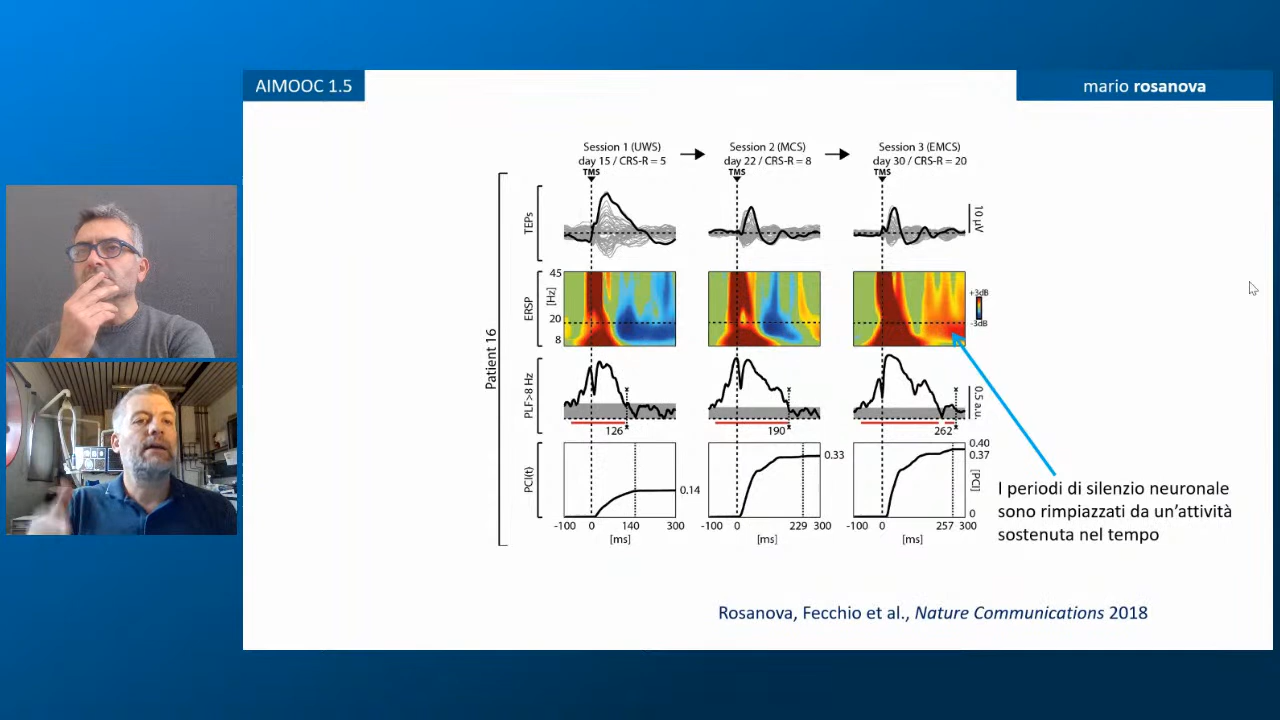 AIMOOC 1.5
mario rosanova
Session 1 (UWS)
day 15 / CRS-R = 5
TMS
Session 2 (MCS)
day 22 / CRS-R = 8
TMS
Session 3 (EMCS)
day 30 / CRS-R = 20
TMS
Patient 16
TEPs
10 μV
ERSP
[Hz]
45
20
8
+3dB
-3dB
PLF>8 Hz
126
190
262
0.5 a.u.
PCI(t)
0.14
0.33
0.40
0.37
[PCI]
0
-100 0 140 300
-100 0 229 300
-100 0 257 300
[ms]
[ms]
[ms]
I periodi di silenzio neuronale
sono rimpiazzati da un'attività
sostenuta nel tempo
Rosanova, Fecchio et al., Nature Communications 2018